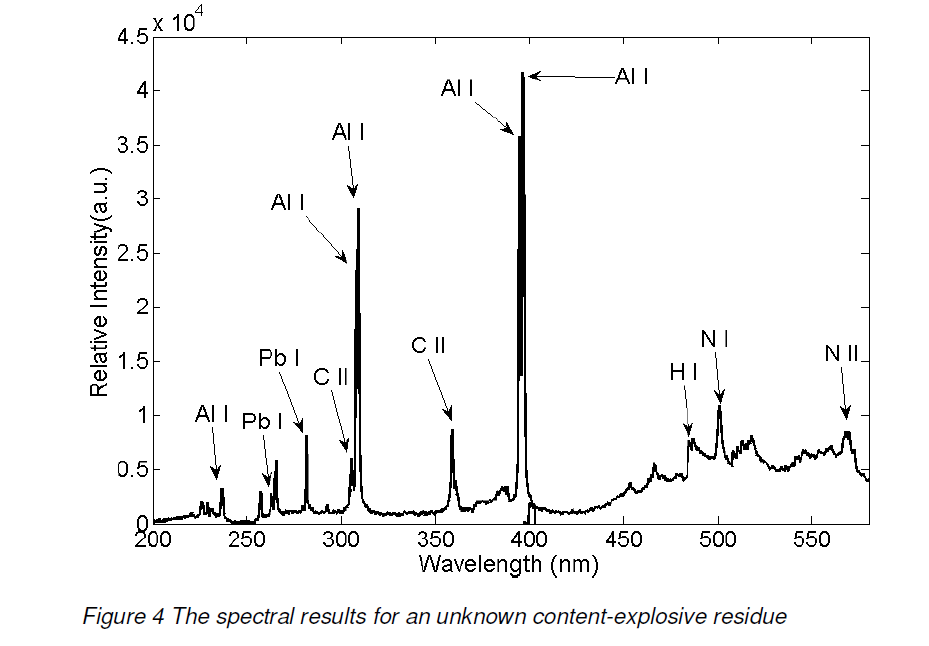 x 10^4
4.5
4
3.5
3
2.5
2
1.5
1
0.5
0
Relative Intensity(a.u.)
Al I
Al I
Al I
Al I
Pb I
C II
C II
Al I
Pb I
H I
N I
N II
200 250 300 350 400 450 500 550
Wavelength (nm)
Figure 4 The spectral results for an unknown content-explosive residue